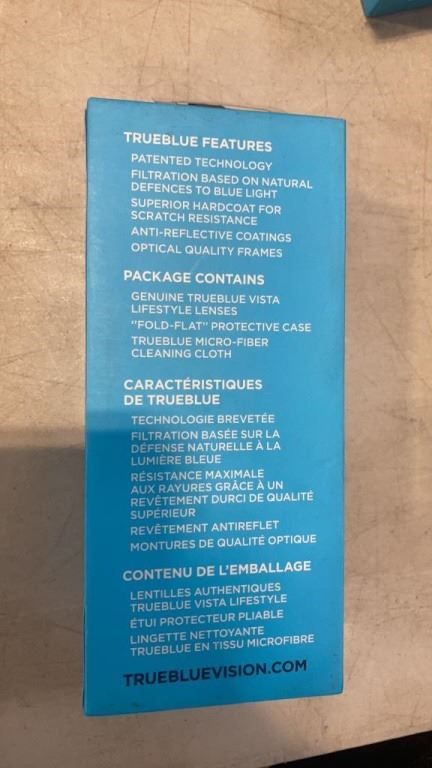 TRUEBLUE FEATURES
PATENTED TECHNOLOGY
FILTRATION BASED ON NATURAL
DEFENCES TO BLUE LIGHT
SUPERIOR HARDCOAT FOR
SCRATCH RESISTANCE
ANTI-REFLECTIVE COATINGS
OPTICAL QUALITY FRAMES
PACKAGE CONTAINS
GENUINE TRUEBLUE VISTA
LIFESTYLE LENSES
"FOLD-FLAT" PROTECTIVE CASE
TRUEBLUE MICRO-FIBER
CLEANING CLOTH
CARACTÉRISTIQUES
DE TRUEBLUE
TECHNOLOGIE BREVETÉE
FILTRATION BASÉE SUR LA
DÉFENSE NATURELLE À LA
LUMIÈRE BLEUE
RÉSISTANCE MAXIMALE
AUX RAYURES GRÂCE À UN
REVÊTEMENT DURCI DE QUALITÉ
SUPÉRIEUR
REVÊTEMENT ANTIREFLET
MONTURES DE QUALITÉ OPTIQUE
CONTENU DE L'EMBALLAGE
LENTILLES AUTHENTIQUES
TRUEBLUE VISTA LIFESTYLE
ÉTUI PROTECTEUR PLIABLE
LINGETTE NETTOYANTE
TRUEBLUE EN TISSU MICROFIBRE
TRUEBLUEVISION.COM